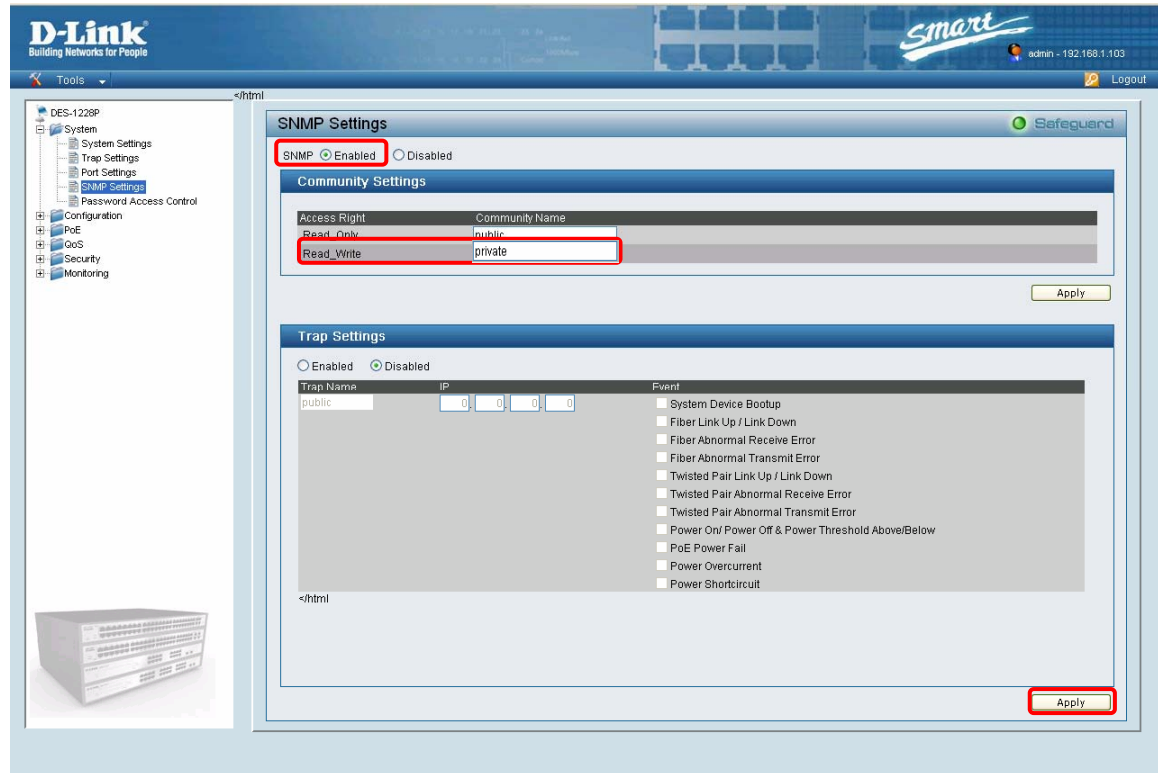 D-Link
Building Networks for People
smart
admin - 192.168.1.103
Tools
Logout
</html
DES-1228P
System
System Settings
Trap Settings
Port Settings
SNMP Settings
Password Access Control
Configuration
PoE
QoS
Security
Monitoring
SNMP Settings
Safeguard
SNMP Enabled Disabled
Community Settings
Access Right Community Name
Read_Only public
Read_Write private
Apply
Trap Settings
Enabled Disabled
Trap Name IP Event
public 0. 0. 0. 0 System Device Bootup
Fiber Link Up / Link Down
Fiber Abnormal Receive Error
Fiber Abnormal Transmit Error
Twisted Pair Link Up / Link Down
Twisted Pair Abnormal Receive Error
Twisted Pair Abnormal Transmit Error
Power On/ Power Off & Power Threshold Above/Below
PoE Power Fail
Power Overcurrent
Power Shortcircuit
</html
Apply